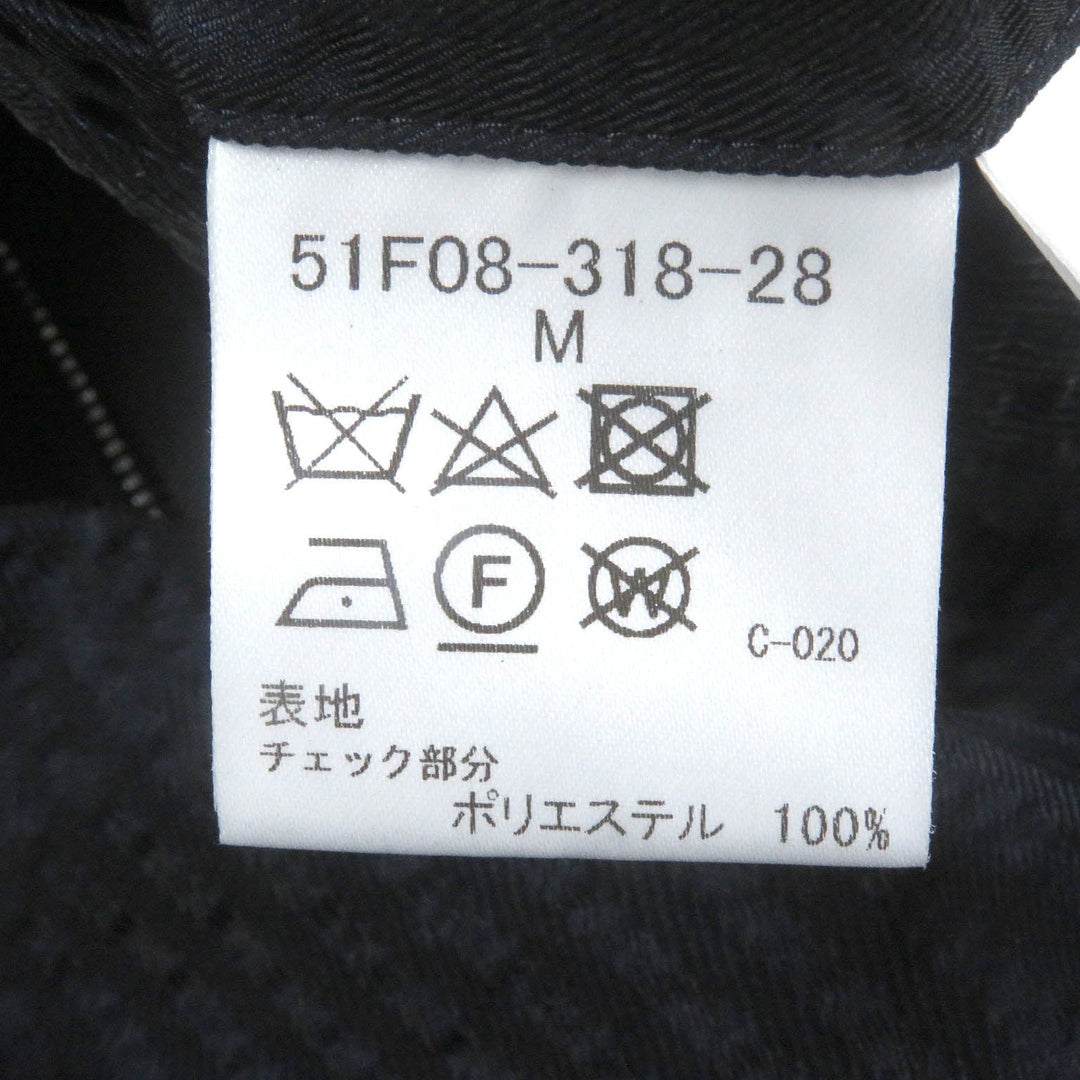 51F08-318-28
M
F W
C-020
表地
チェック部分
ポリエステル 100%